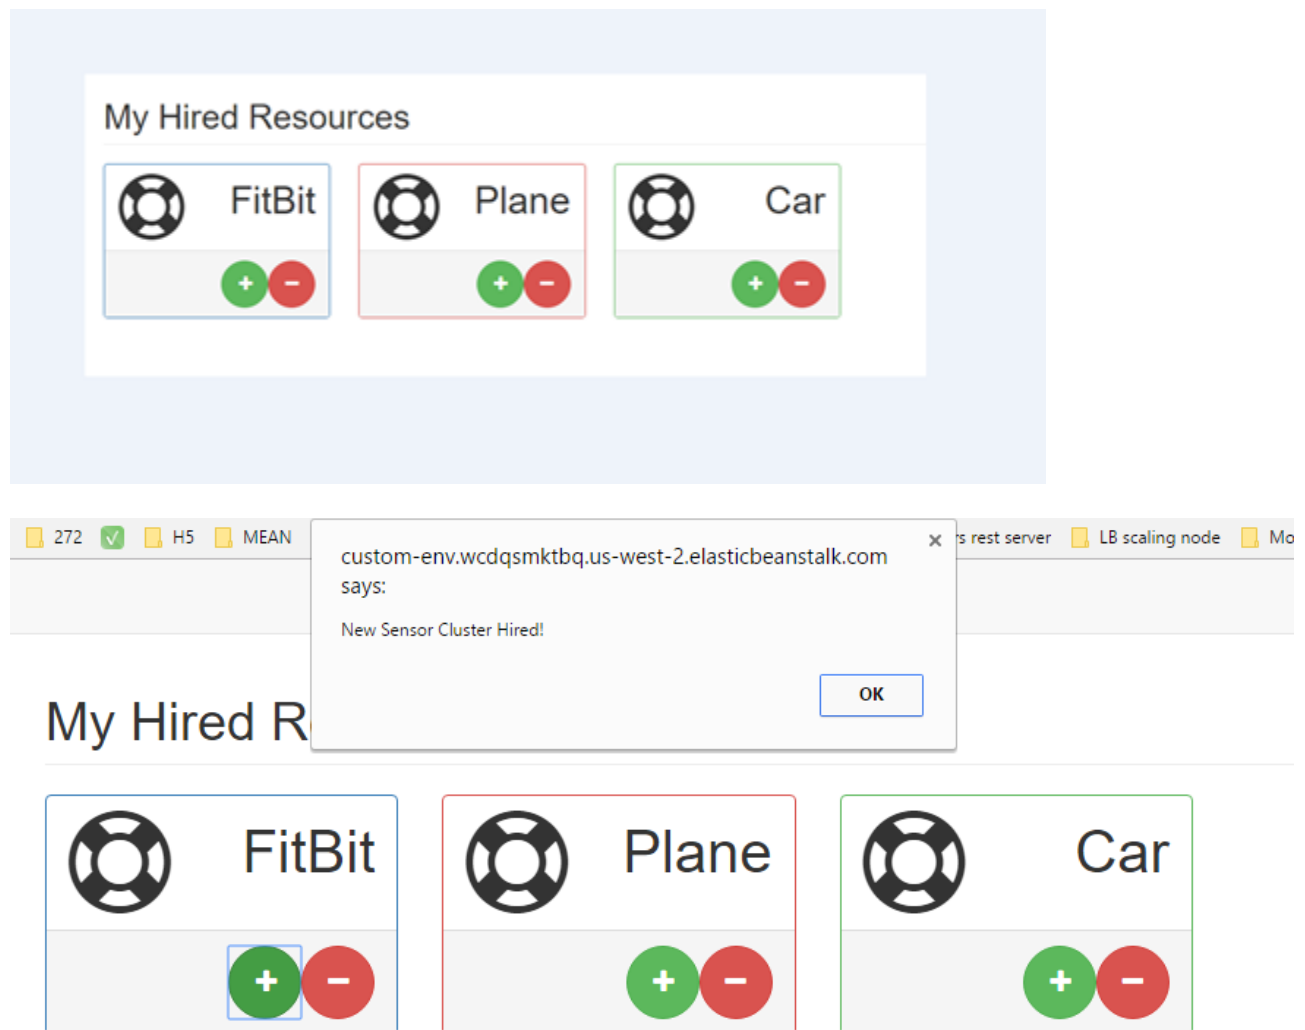 My Hired Resources
FitBit Plane Car
+ - + - + -
272 H5 MEAN rs rest server LB scaling node Mo
custom-env.wcdqsmktbq.us-west-2.elasticbeanstalk.com
says:
New Sensor Cluster Hired!
OK
My Hired R
FitBit Plane Car
+ - + - + -